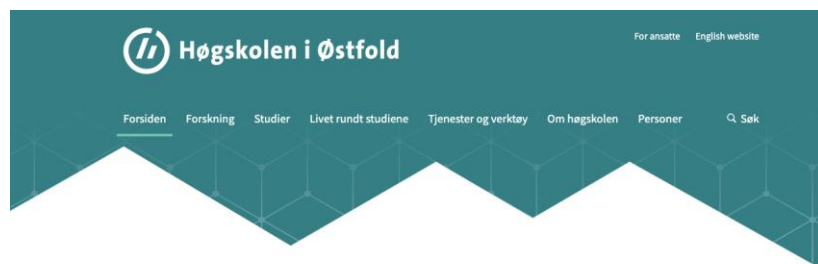 For ansatte English website
Høgskolen i Østfold
Forsiden Forskning Studier Livet rundt studiene Tjenester og verktøy Om høgskolen Personer Søk